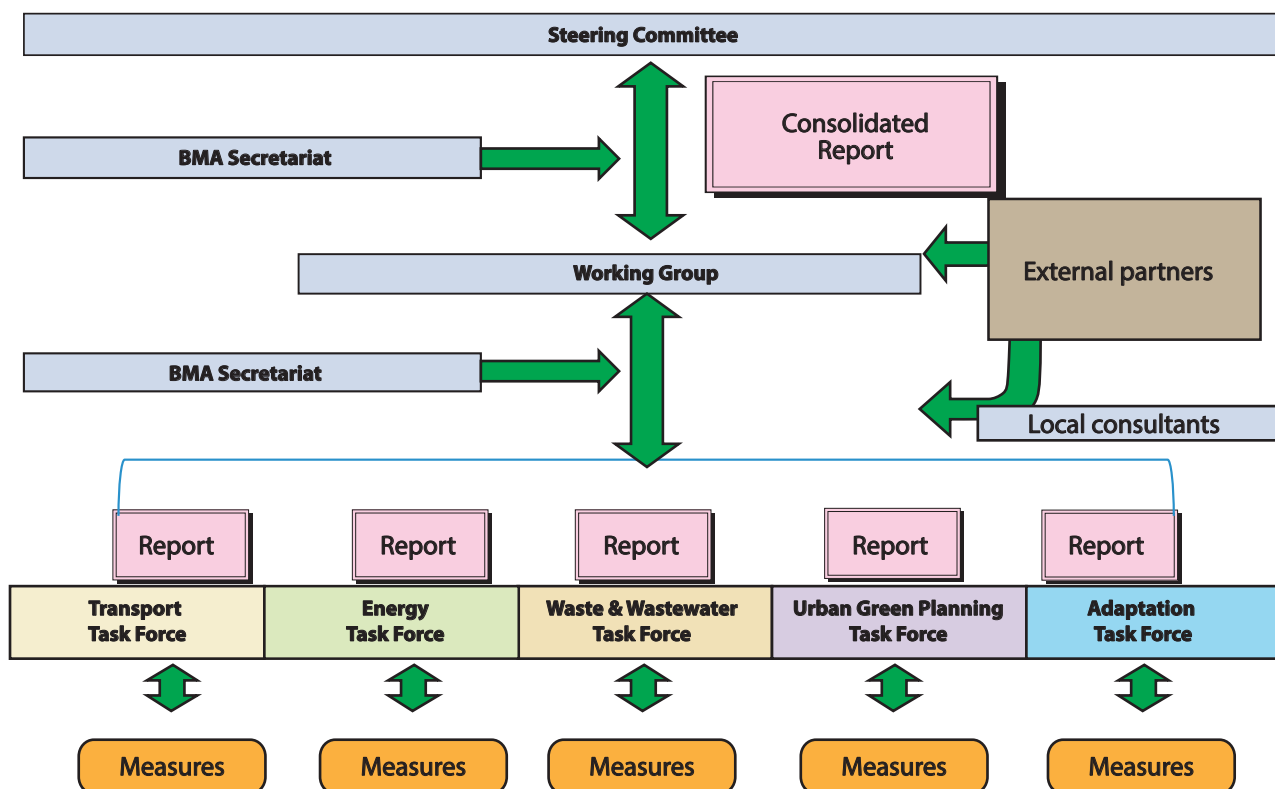 Steering Committee
Consolidated
Report
BMA Secretariat
External partners
Working Group
BMA Secretariat
Local consultants
Report
Report
Report
Report
Report
Transport
Task Force
Energy
Task Force
Waste & Wastewater
Task Force
Urban Green Planning
Task Force
Adaptation
Task Force
Measures
Measures
Measures
Measures
Measures